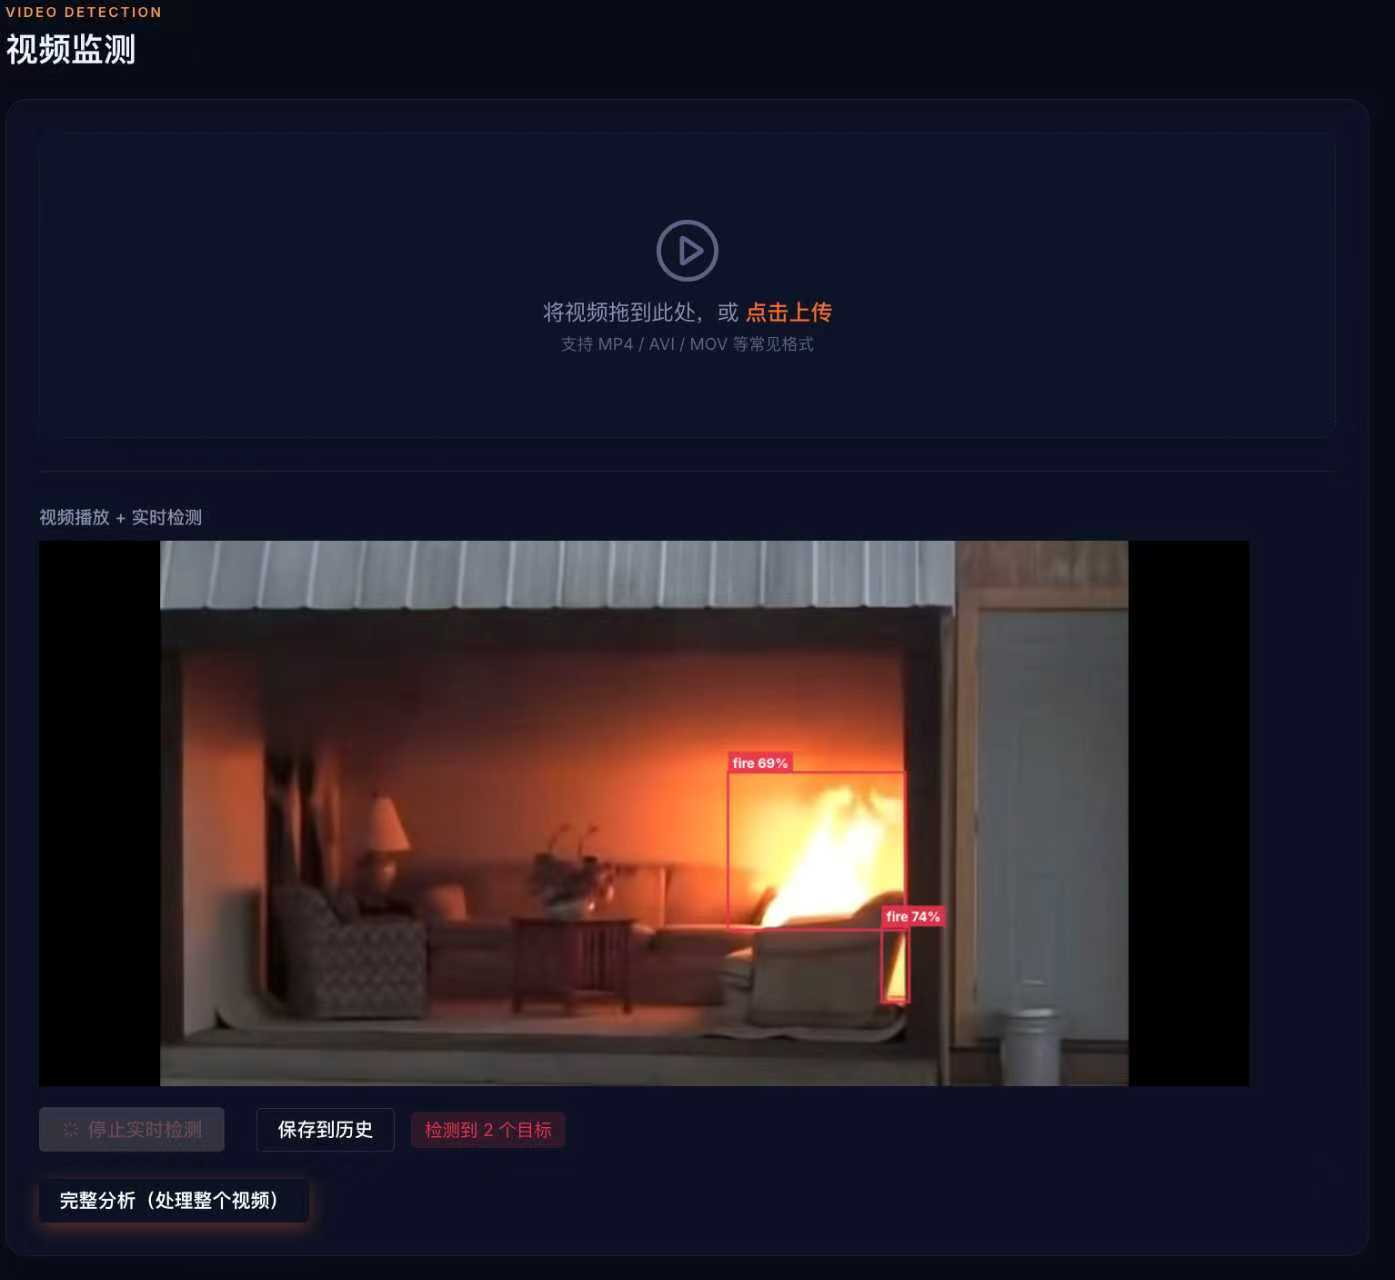 VIDEO DETECTION
视频监测
将视频拖到此处，或 点击上传
支持 MP4 / AVI / MOV 等常见格式
视频播放 + 实时检测
fire 69%
fire 74%
停止实时检测
保存到历史
检测到 2 个目标
完整分析（处理整个视频）